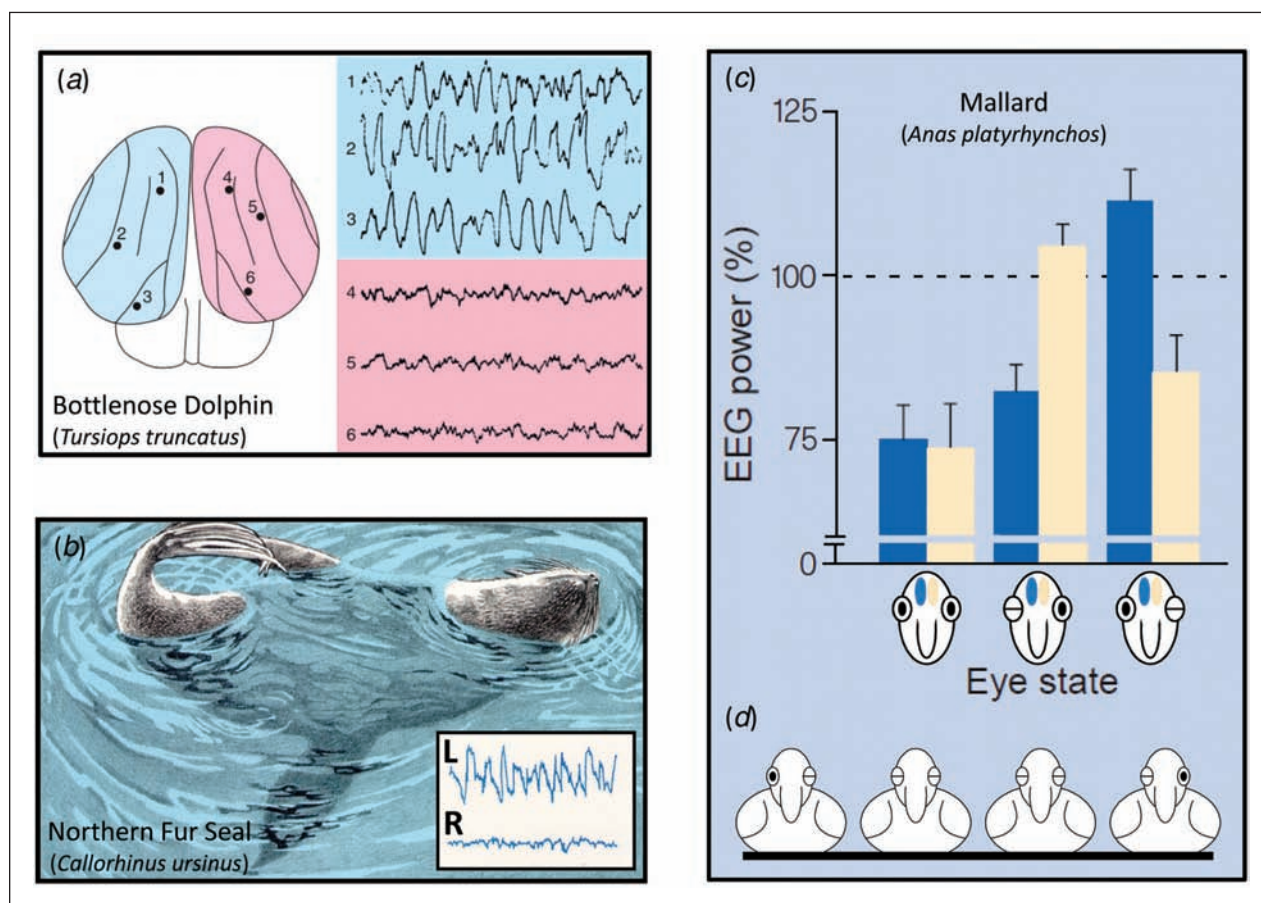 (a)
1
2
3
4
5
6
1
2
3
4
5
6
Bottlenose Dolphin
(Tursiops truncatus)
(b)
L
R
Northern Fur Seal
(Callorhinus ursinus)
(c)
Mallard
(Anas platyrhynchos)
125
100
75
0
EEG power (%)
Eye state
(d)